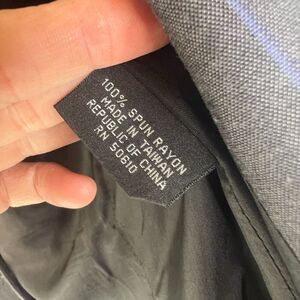 100% SPUN RAYON
MADE IN TAIWAN
REPUBLIC OF CHINA
RN 50610